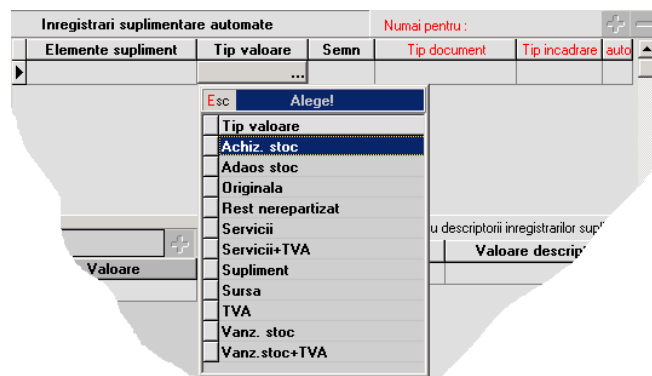 Inregistrari suplimentare automate Numai pentru :
Elemente supliment Tip valoare Semn Tip document Tip incadrare auto
...
Esc Alege!
Tip valoare
Achiz. stoc
Adaos stoc
Originala
Rest nerepartizat
Servicii u descriptorii inregistrarilor supl
Servicii+TVA Valoare descrip
Valoare Supliment
Sursa
TVA
Vanz. stoc
Vanz.stoc+TVA